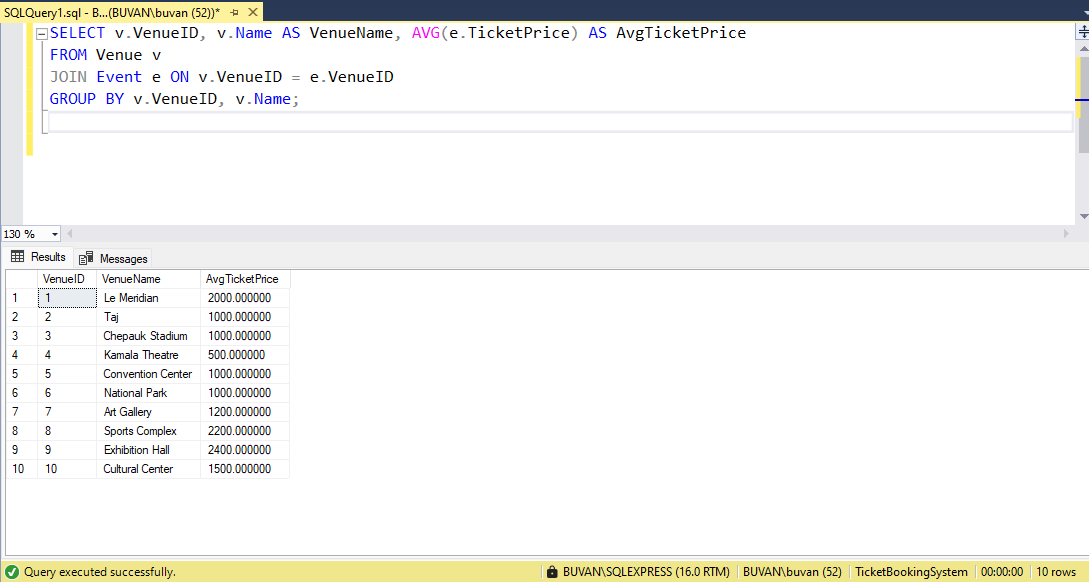 SQLQuery1.sql - B...(BUVAN\buvan (52))*
SELECT v.VenueID, v.Name AS VenueName, AVG(e.TicketPrice) AS AvgTicketPrice
FROM Venue v
JOIN Event e ON v.VenueID = e.VenueID
GROUP BY v.VenueID, v.Name;
130 %
Results Messages
VenueID VenueName AvgTicketPrice
1 1 Le Meridian 2000.000000
2 2 Taj 1000.000000
3 3 Chepauk Stadium 1000.000000
4 4 Kamala Theatre 500.000000
5 5 Convention Center 1000.000000
6 6 National Park 1000.000000
7 7 Art Gallery 1200.000000
8 8 Sports Complex 2200.000000
9 9 Exhibition Hall 2400.000000
10 10 Cultural Center 1500.000000
Query executed successfully. BUVAN\SQLEXPRESS (16.0 RTM) BUVAN\buvan (52) TicketBookingSystem 00:00:00 10 rows